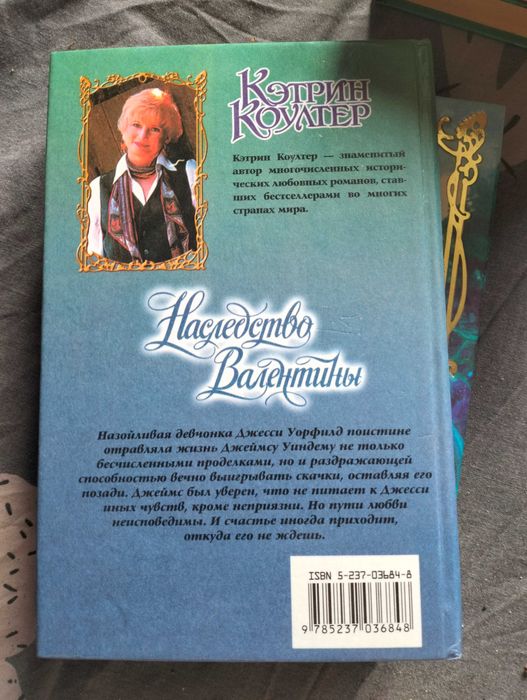 Кэтрин
Коултер
Кэтрин Коултер — знаменитый
автор многочисленных истори-
ческих любовных романов, став-
ших бестселлерами во многих
странах мира.
Наследство
Валентины
Назойливая девчонка Джесси Уорфилд поистине
отравляла жизнь Джеймсу Уиндему не только
бесчисленными проделками, но и раздражающей
способностью вечно выигрывать скачки, оставляя его
позади. Джеймс был уверен, что не питает к Джесси
иных чувств, кроме неприязни. Но пути любви
неисповедимы. И счастье иногда приходит,
откуда его не ждешь.
ISBN 5-237-03684-8
9 785237 036848